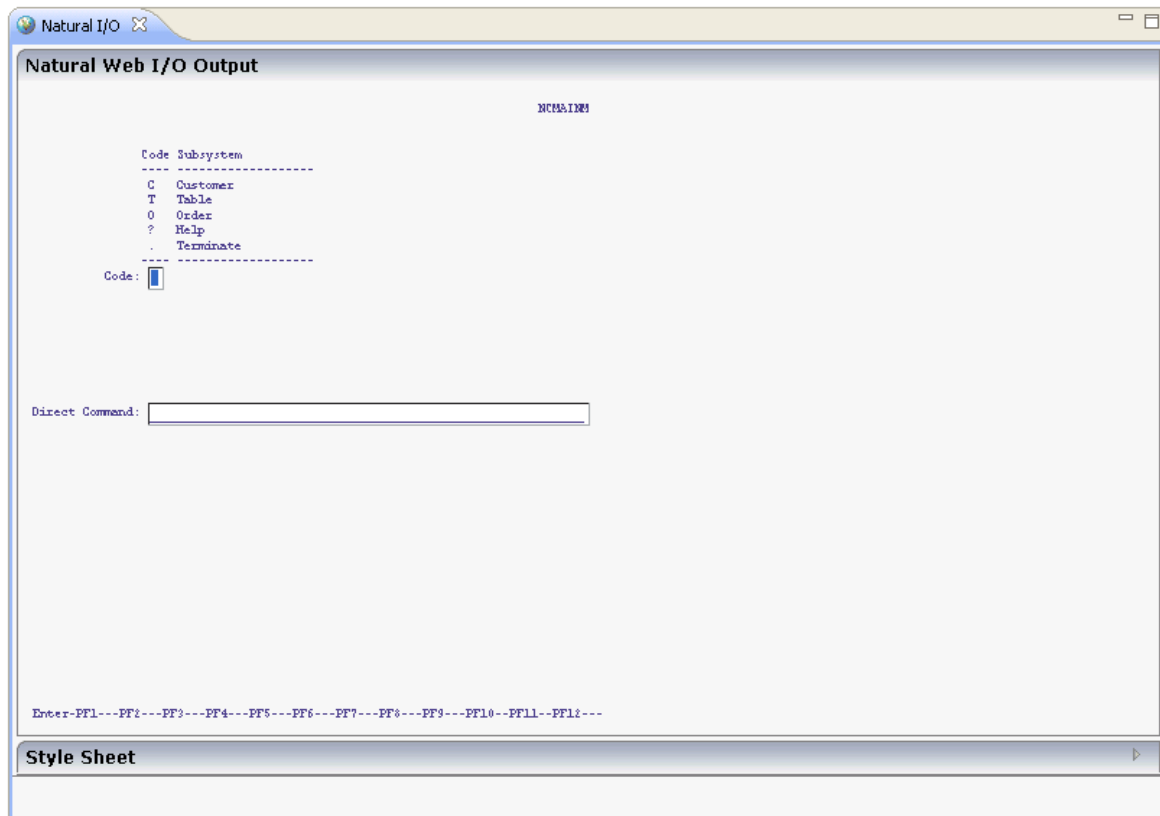 Natural I/O
Natural Web I/O Output
NCMAINM
Code Subsystem
---- -------------------
C Customer
T Table
O Order
? Help
. Terminate
---- -------------------
Code:
Direct Command:
Enter-PF1---PF2---PF3---PF4---PF5---PF6---PF7---PF8---PF9---PF10--PF11--PF12---
Style Sheet